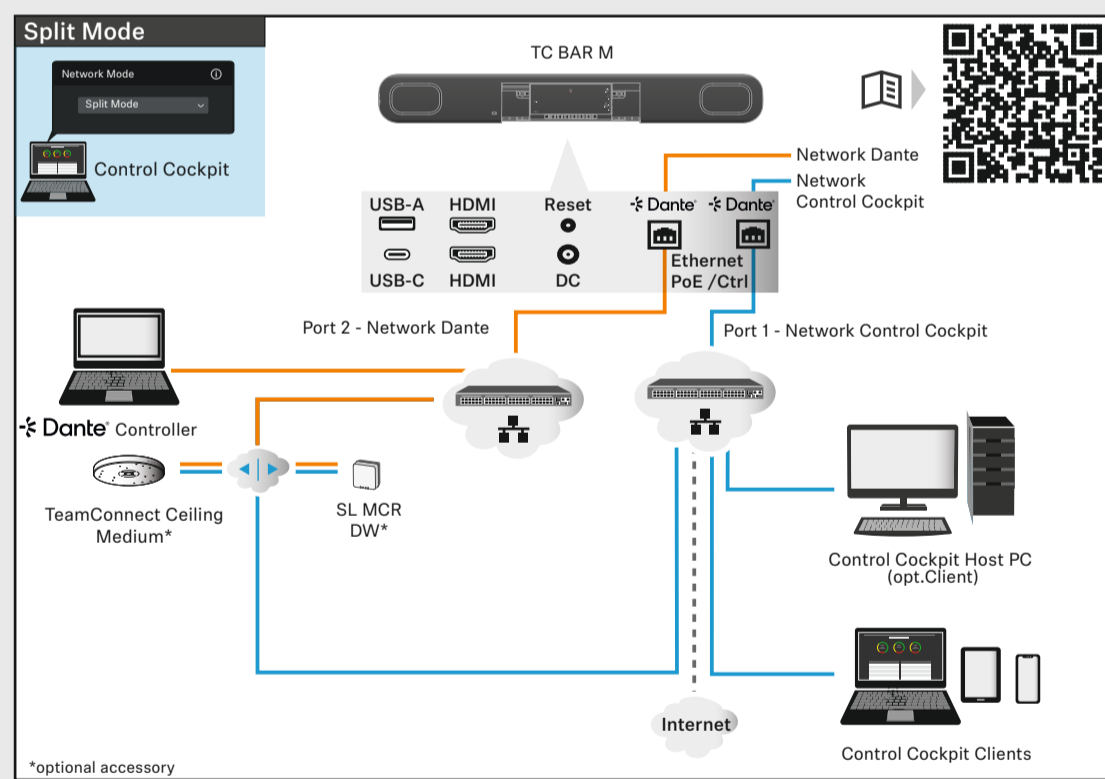 Split Mode
Network Mode
Split Mode
Control Cockpit
TC BAR M
Network Dante
Network
Control Cockpit
USB-A HDMI Reset Dante® Dante®
Ethernet
PoE /Ctrl
USB-C HDMI DC
Port 2 - Network Dante
Port 1 - Network Control Cockpit
Dante® Controller
TeamConnect Ceiling
Medium*
SL MCR
DW*
Control Cockpit Host PC
(opt.Client)
Internet
Control Cockpit Clients
*optional accessory